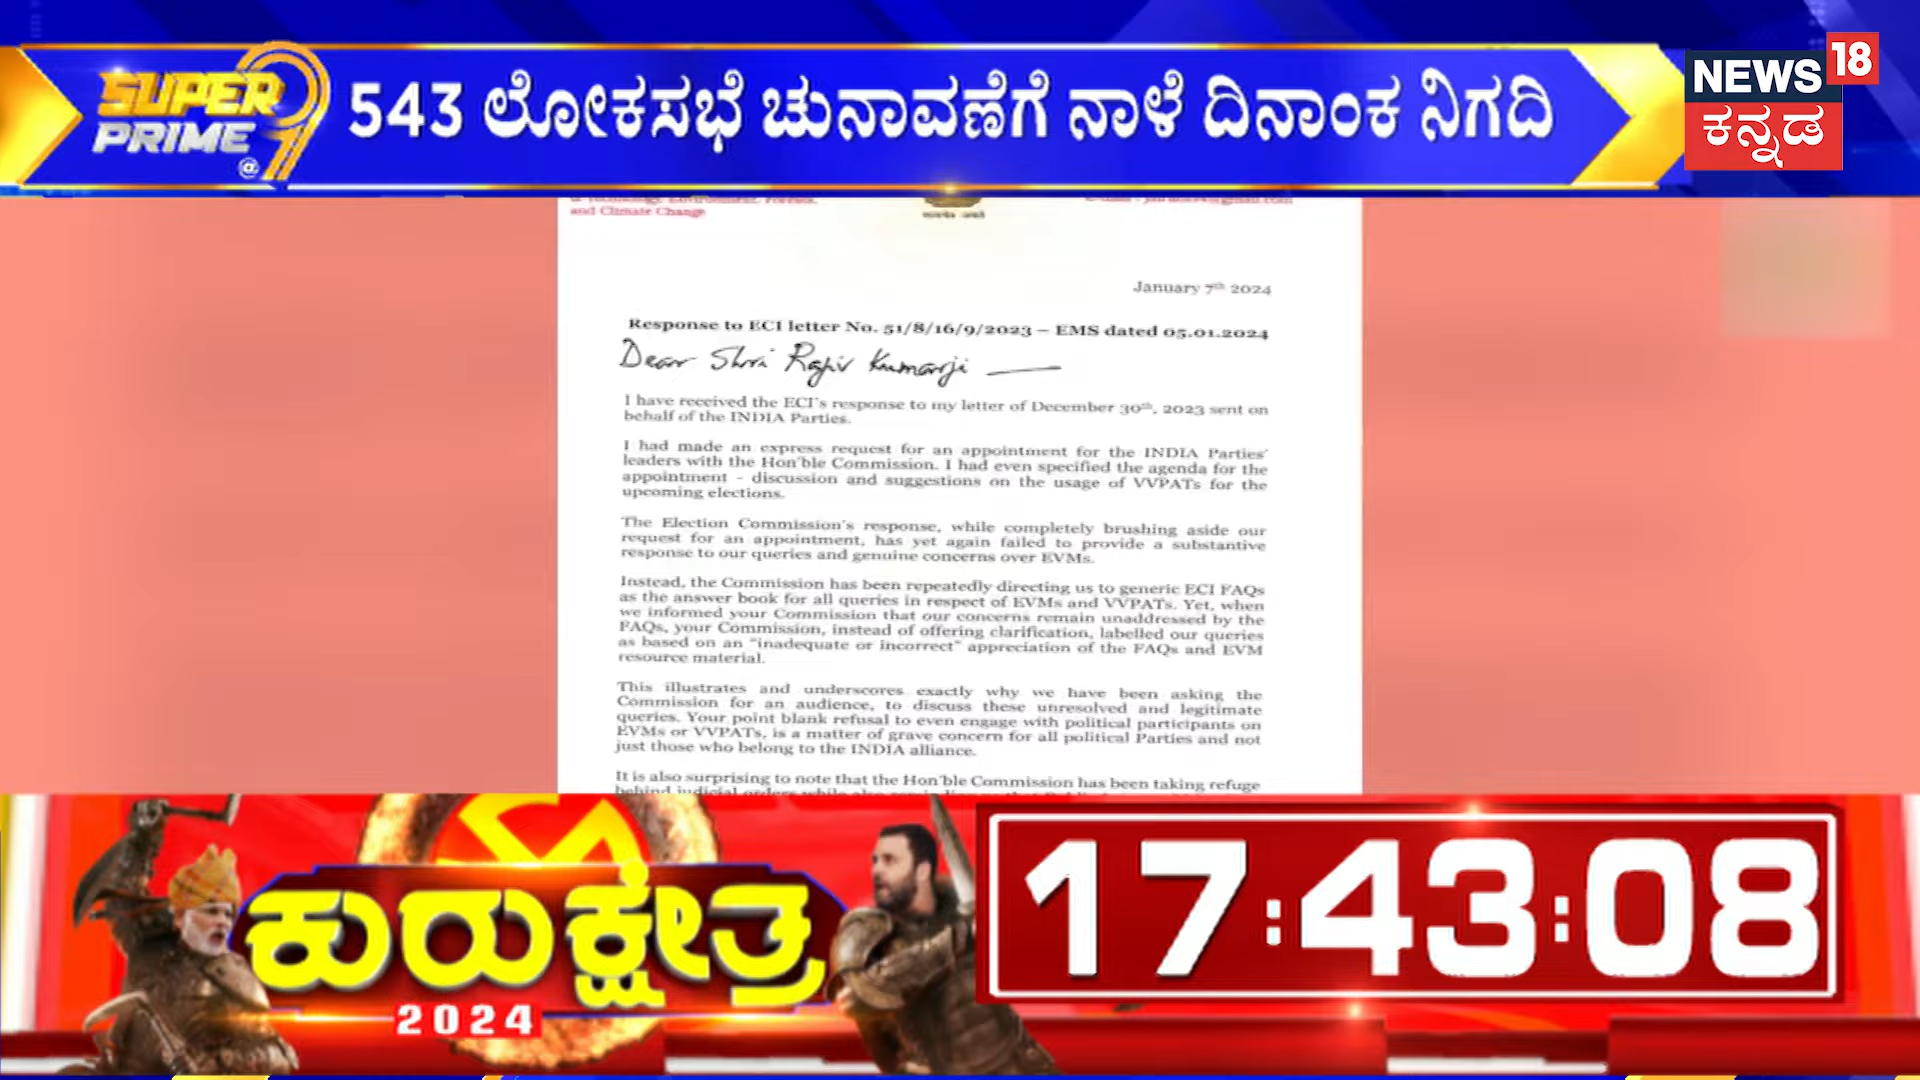 SUPER
PRIME
@9
543 ಲೋಕಸಭೆ ಚುನಾವಣೆಗೆ ನಾಳೆ ದಿನಾಂಕ ನಿಗದಿ
NEWS 18
ಕನ್ನಡ
& Technology, Environment, Forests,
and Climate Change
January 7th 2024
Response to ECI letter No. 51/8/16/9/2023 – EMS dated 05.01.2024
Dear Shri Rajiv Kumarji —
I have received the ECI's response to my letter of December 30th, 2023 sent on
behalf of the INDIA Parties.
I had made an express request for an appointment for the INDIA Parties'
leaders with the Hon'ble Commission. I had even specified the agenda for the
appointment - discussion and suggestions on the usage of VVPATs for the
upcoming elections.
The Election Commission's response, while completely brushing aside our
request for an appointment, has yet again failed to provide a substantive
response to our queries and genuine concerns over EVMs.
Instead, the Commission has been repeatedly directing us to generic ECI FAQs
as the answer book for all queries in respect of EVMs and VVPATs. Yet, when
we informed your Commission that our concerns remain unaddressed by the
FAQs, your Commission, instead of offering clarification, labelled our queries
as based on an "inadequate or incorrect" appreciation of the FAQs and EVM
resource material.
This illustrates and underscores exactly why we have been asking the
Commission for an audience, to discuss these unresolved and legitimate
queries. Your point blank refusal to even engage with political participants on
EVMs or VVPATs, is a matter of grave concern for all political Parties and not
just those who belong to the INDIA alliance.
It is also surprising to note that the Hon'ble Commission has been taking refuge
behind judicial orders while also
ಕುರುಕ್ಷೇತ್ರ
2024
17:43:08